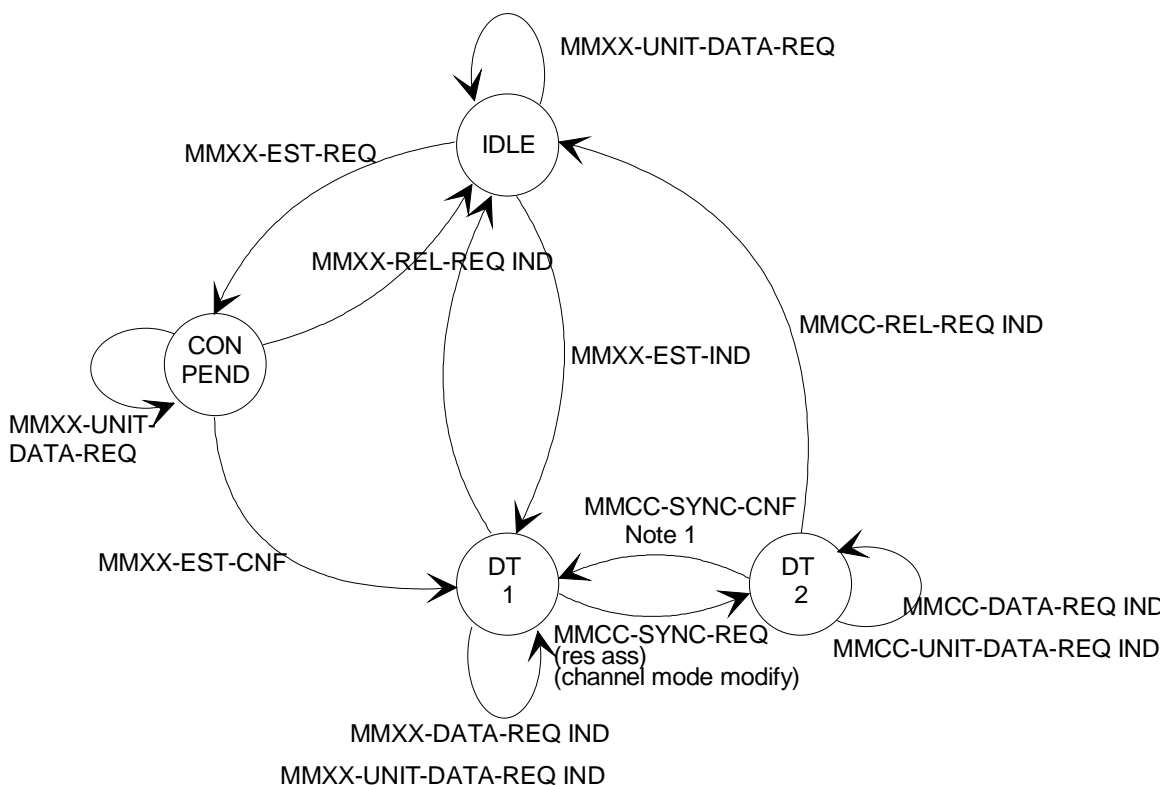 MMXX-UNIT-DATA-REQ
IDLE
MMXX-EST-REQ
MMXX-REL-REQ IND
MMCC-REL-REQ IND
CON
PEND
MMXX-EST-IND
MMXX-UNIT-
DATA-REQ
MMCC-SYNC-CNF
Note 1
MMXX-EST-CNF
DT
1
DT
2
MMCC-DATA-REQ IND
MMCC-SYNC-REQ
(res ass)
(channel mode modify)
MMCC-UNIT-DATA-REQ IND
MMXX-DATA-REQ IND
MMXX-UNIT-DATA-REQ IND